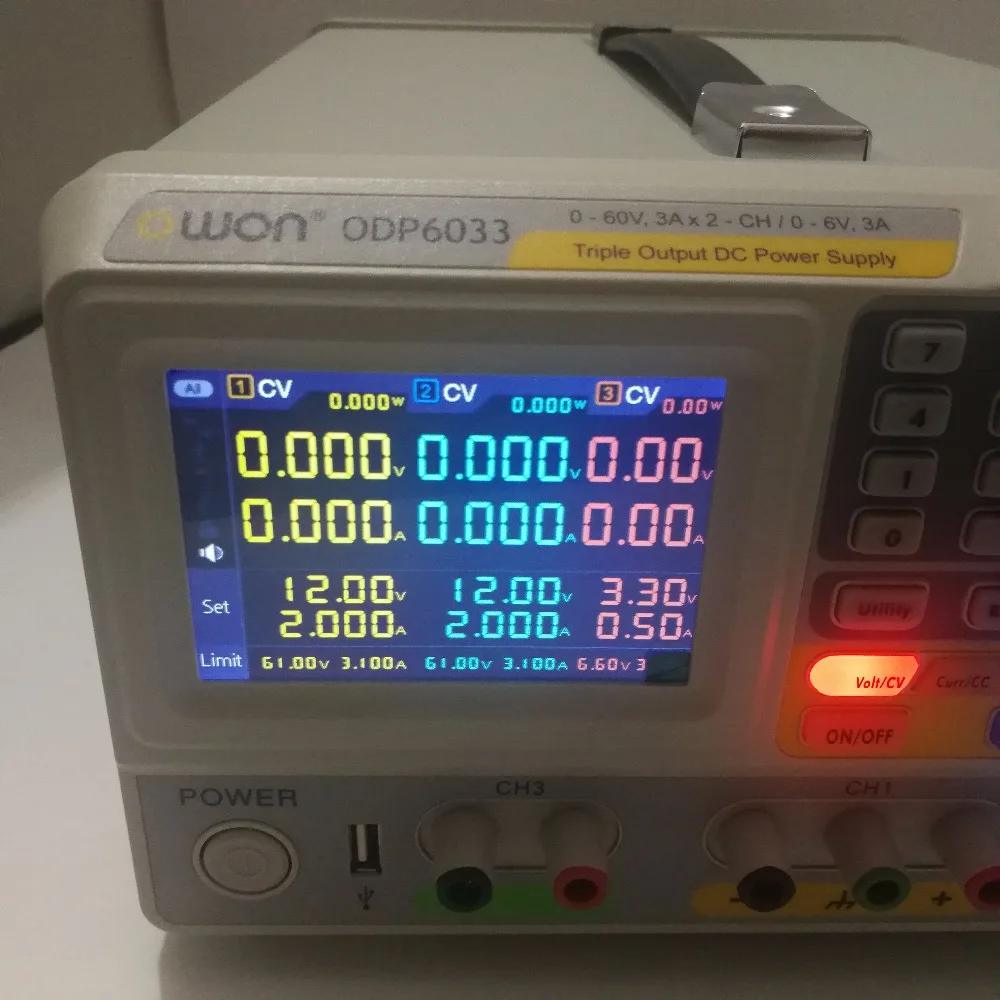 OWON® ODP6033
0 - 60V, 3A x 2 - CH / 0 - 6V, 3A
Triple Output DC Power Supply
All 1 CV 2 CV 3 CV
0.000W 0.000W 0.00W
0.000V 0.000V 0.00V
0.000A 0.000A 0.00A
Set 12.00V 12.00V 3.30V
2.000A 2.000A 0.50A
Limit 61.00V 3.100A 61.00V 3.100A 6.60V 3
7
4
1
0
Utility
Volt/CV Curr/CC
ON/OFF
POWER
CH3
CH1
- +